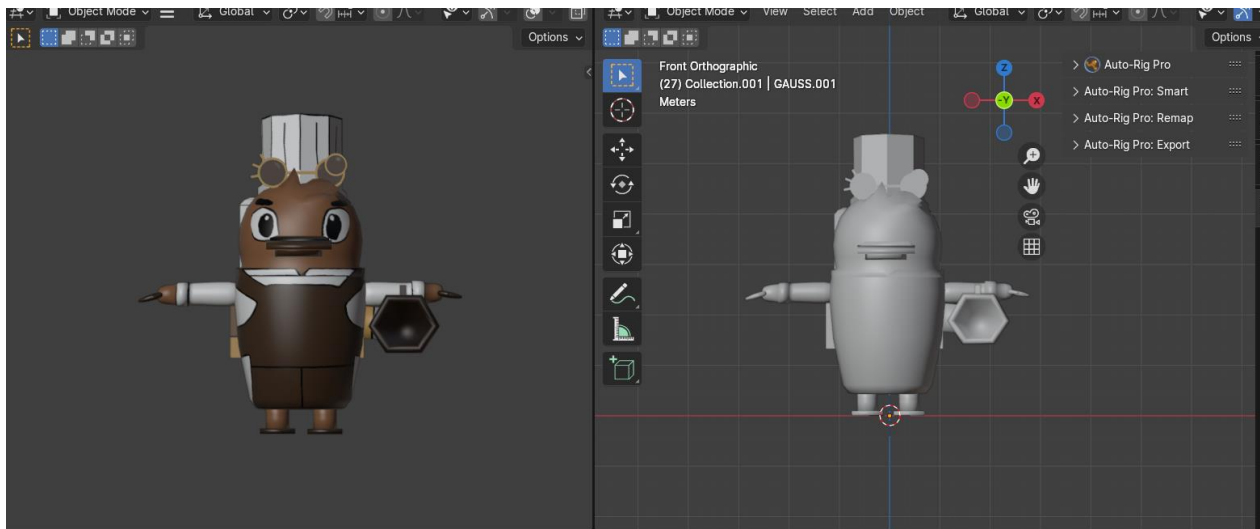 Object Mode
Global
Options
Object Mode
View
Select
Add
Object
Global
Options
Front Orthographic
(27) Collection.001 | GAUSS.001
Meters
Z
-Y
X
Auto-Rig Pro
Auto-Rig Pro: Smart
Auto-Rig Pro: Remap
Auto-Rig Pro: Export